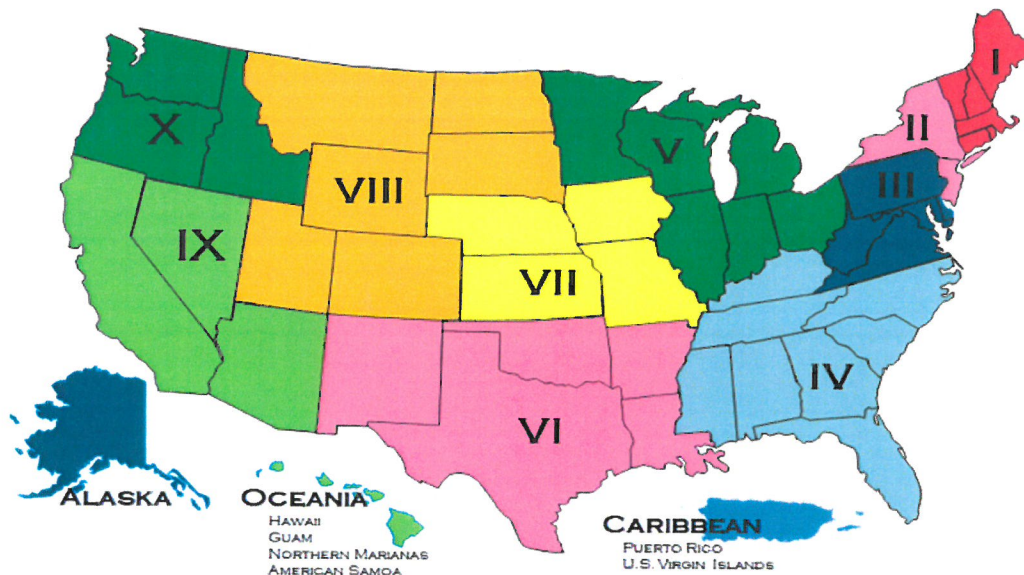 I
II
X
V
III
VIII
IX
VII
IV
VI
ALASKA
OCEANIA
HAWAII
GUAM
NORTHERN MARIANAS
AMERICAN SAMOA
CARIBBEAN
PUERTO RICO
U.S. VIRGIN ISLANDS